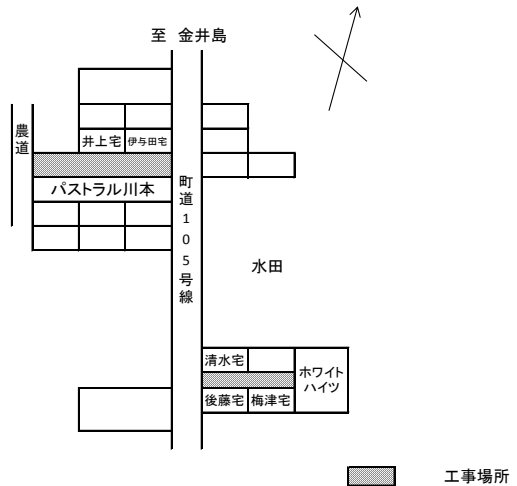 至 金井島
農道
井上宅
伊与田宅
パストラル川本
町道105号線
水田
清水宅
ホワイト
ハイツ
後藤宅
梅津宅
工事場所